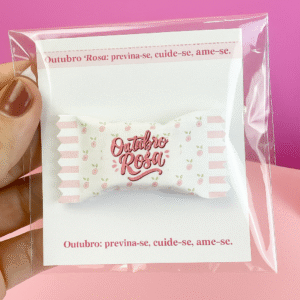 Outubro Rosa: previna-se, cuide-se, ame-se.
Outubro
Rosa
Outubro: previna-se, cuide-se, ame-se.